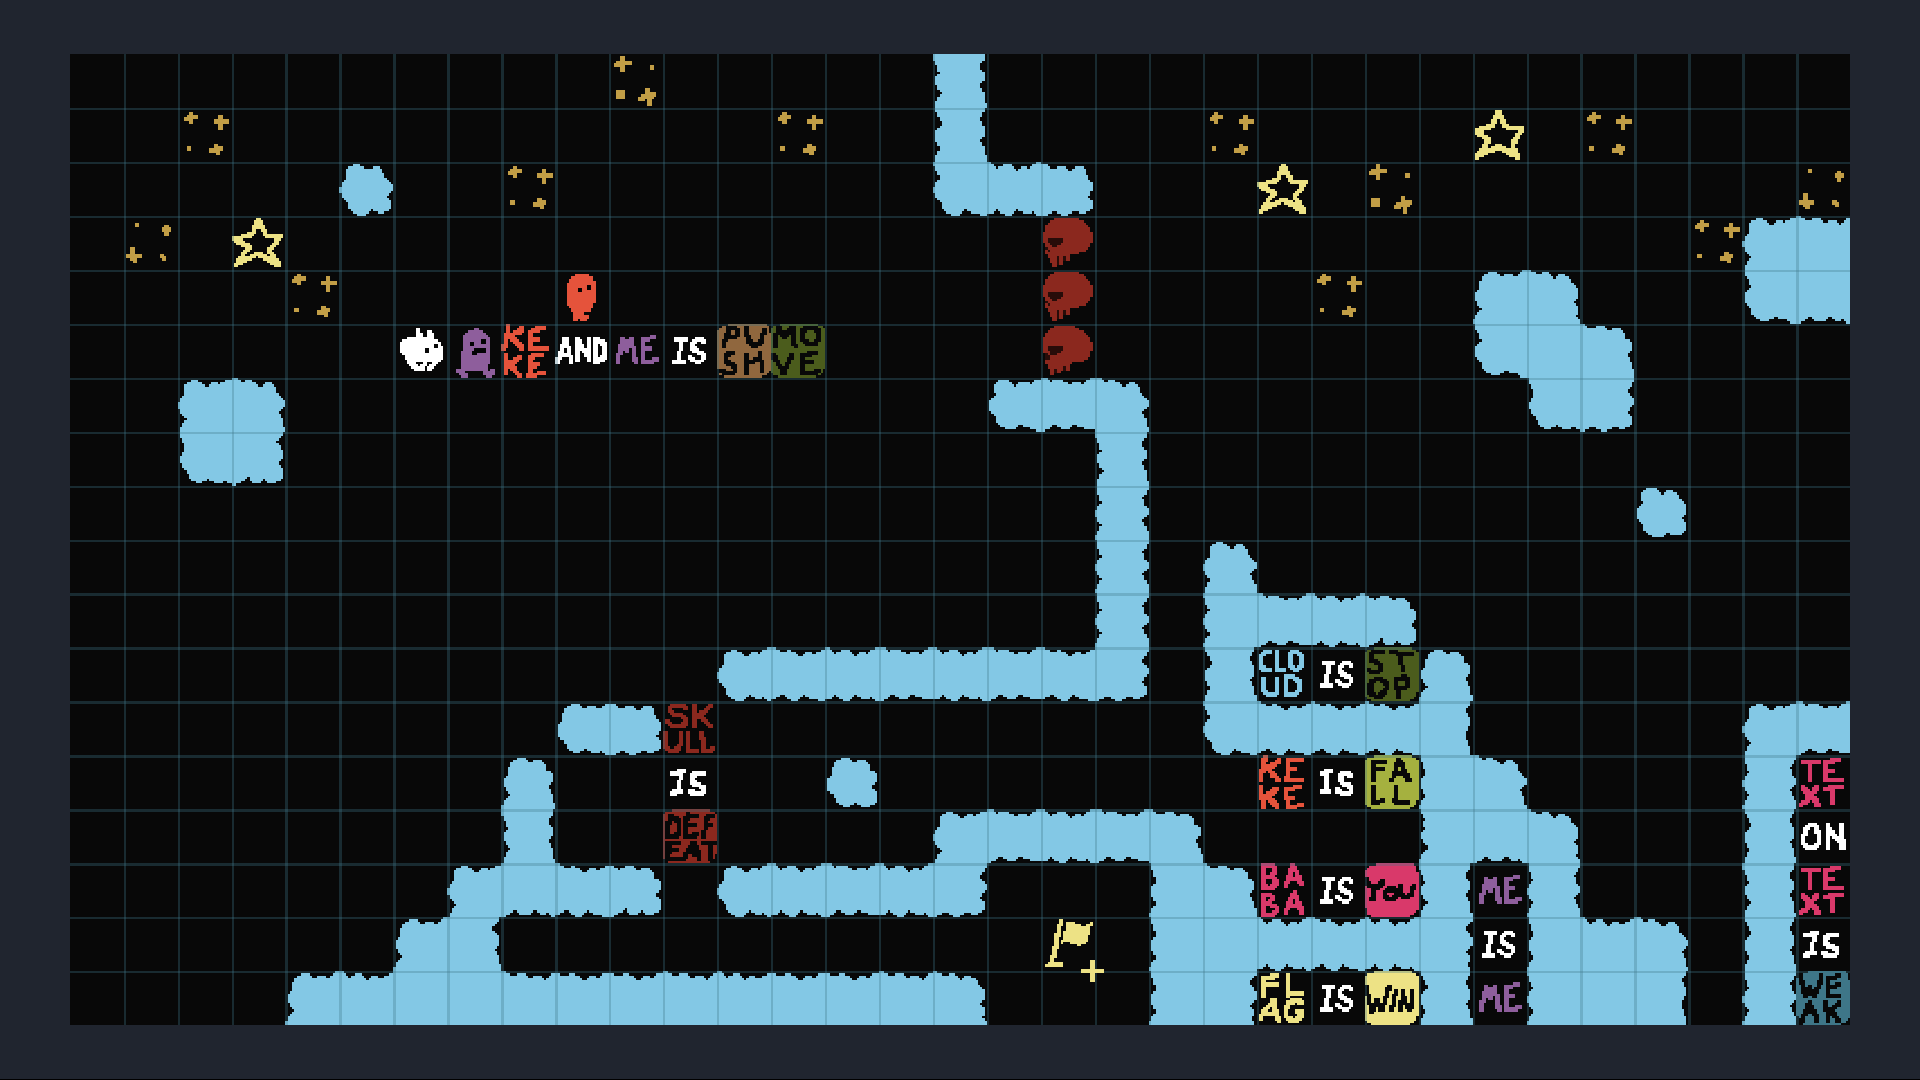 KEKE AND ME IS PUSH MOVE
CLOUD IS STOP
SKULL
IS
DEFEAT
KEKE IS FALL
BABA IS YOU
FLAG IS WIN
ME
IS
ME
TEXT
ON
TEXT
IS
WEAK